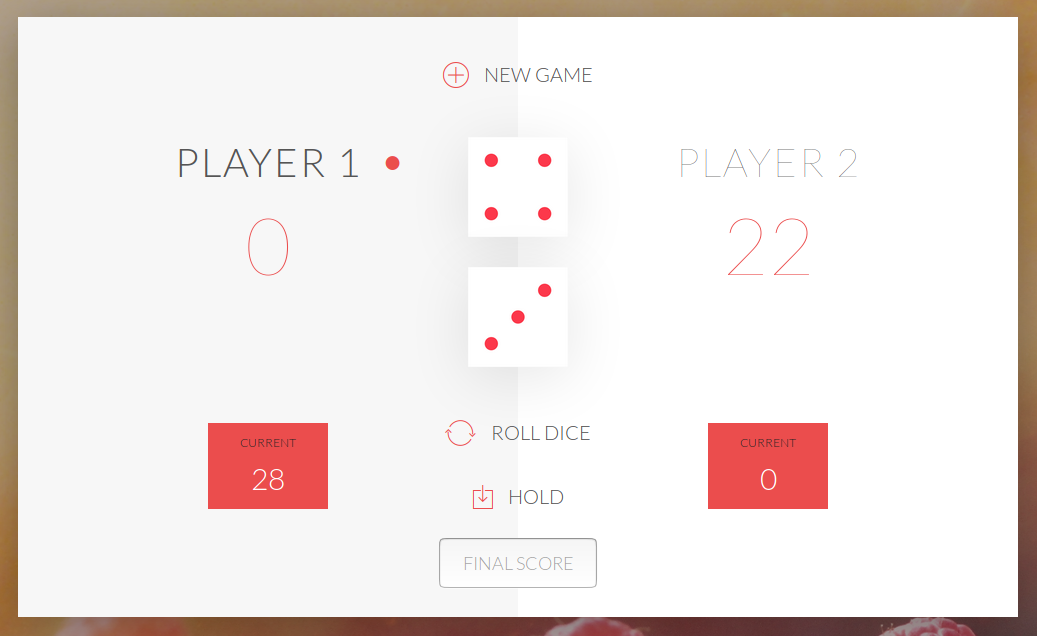 NEW GAME
PLAYER 1
0
PLAYER 2
22
CURRENT
28
ROLL DICE
HOLD
CURRENT
0
FINAL SCORE